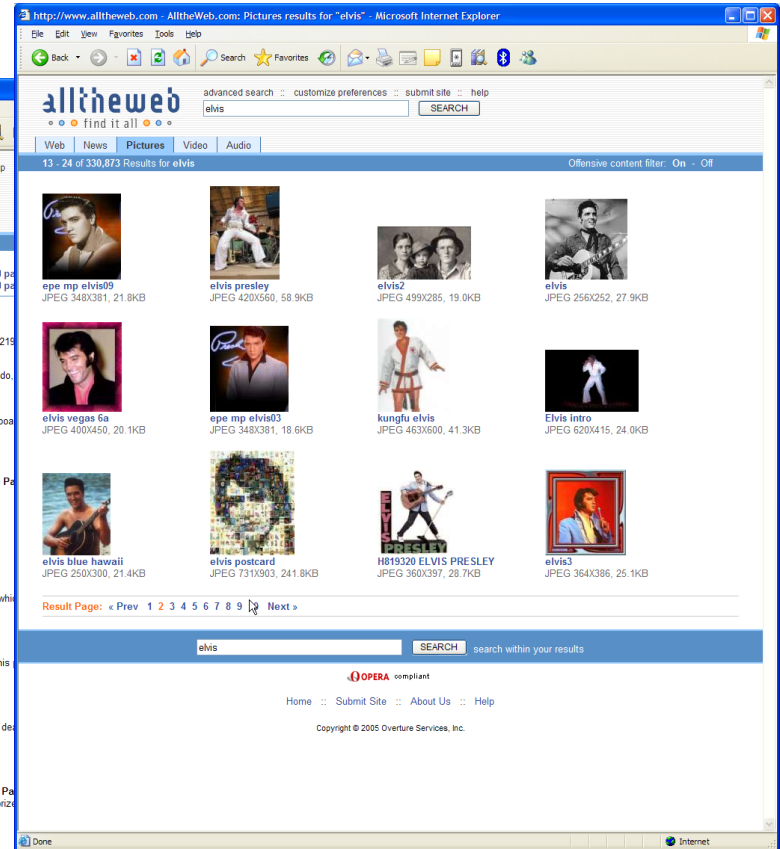 http://www.alltheweb.com - AlltheWeb.com: Pictures results for "elvis" - Microsoft Internet Explorer
File Edit View Favorites Tools Help
Back Search Favorites
alltheweb
find it all
advanced search :: customize preferences :: submit site :: help
elvis SEARCH
Web News Pictures Video Audio
13 - 24 of 330,873 Results for elvis Offensive content filter: On - Off
epe mp elvis09 elvis presley elvis2 elvis
JPEG 348X381, 21.8KB JPEG 420X560, 58.9KB JPEG 499X285, 19.0KB JPEG 256X252, 27.9KB
elvis vegas 6a epe mp elvis03 kungfu elvis Elvis intro
JPEG 400X450, 20.1KB JPEG 348X381, 18.6KB JPEG 463X600, 41.3KB JPEG 620X415, 24.0KB
ELVIS
PRESLEY
elvis blue hawaii elvis postcard H819320 ELVIS PRESLEY elvis3
JPEG 250X300, 21.4KB JPEG 731X903, 241.8KB JPEG 360X397, 28.7KB JPEG 364X386, 25.1KB
Result Page: « Prev 1 2 3 4 5 6 7 8 9 Next »
elvis SEARCH search within your results
OPERA compliant
Home :: Submit Site :: About Us :: Help
Copyright © 2005 Overture Services, Inc.
Done Internet